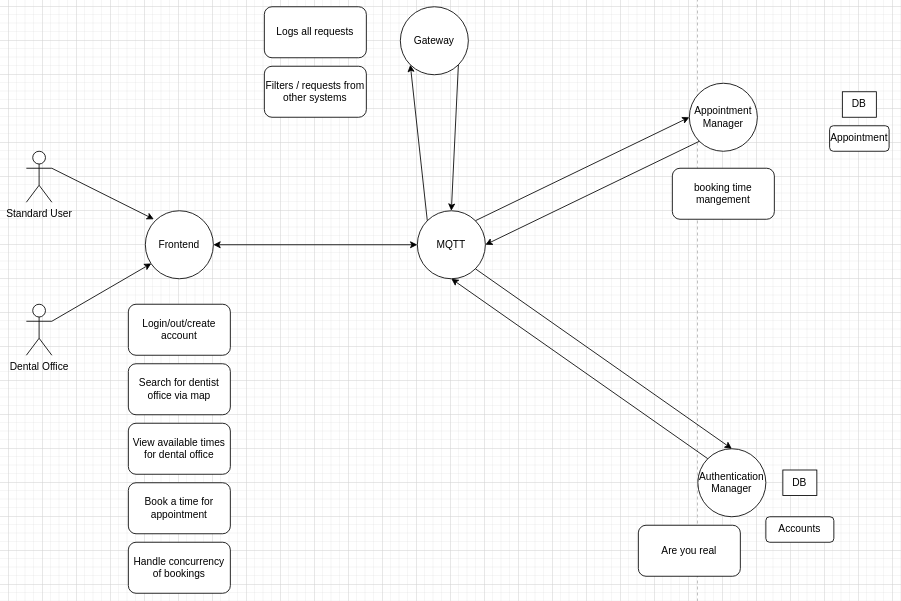 Logs all requests
Gateway
Filters / requests from
other systems
Appointment
Manager
DB
Appointment
booking time
mangement
Standard User
Frontend
MQTT
Dental Office
Login/out/create
account
Search for dentist
office via map
View available times
for dental office
Book a time for
appointment
Handle concurrency
of bookings
Authentication
Manager
DB
Accounts
Are you real